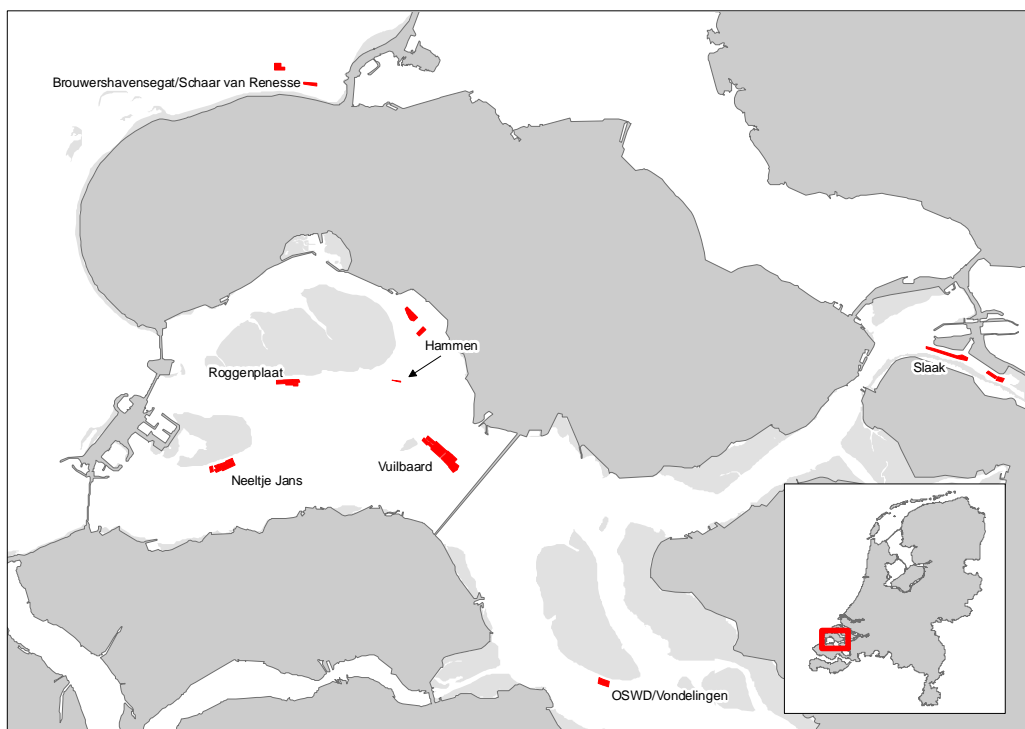 Brouwershavensegat/Schaar van Renesse
Hammen
Roggenplaat
Slaak
Vuilbaard
Neeltje Jans
OSWD/Vondelingen